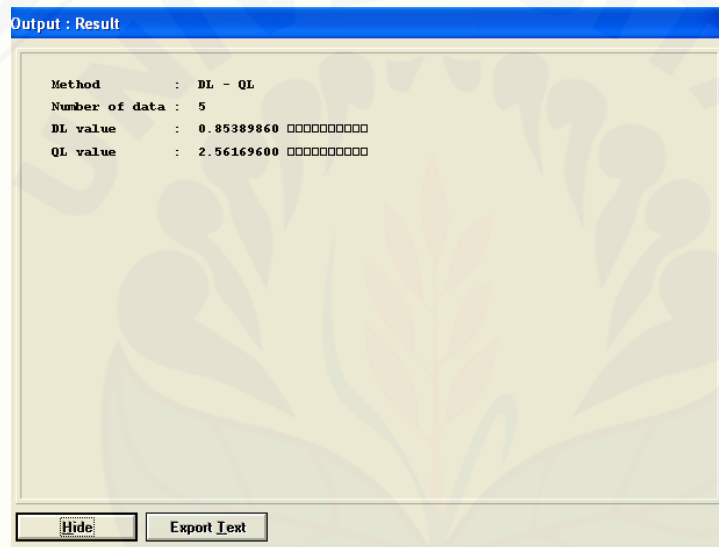 Output : Result
Method : DL - QL
Number of data : 5
DL value : 0.85389860 □□□□□□□□□□
QL value : 2.56169600 □□□□□□□□□□
Hide
Export Text